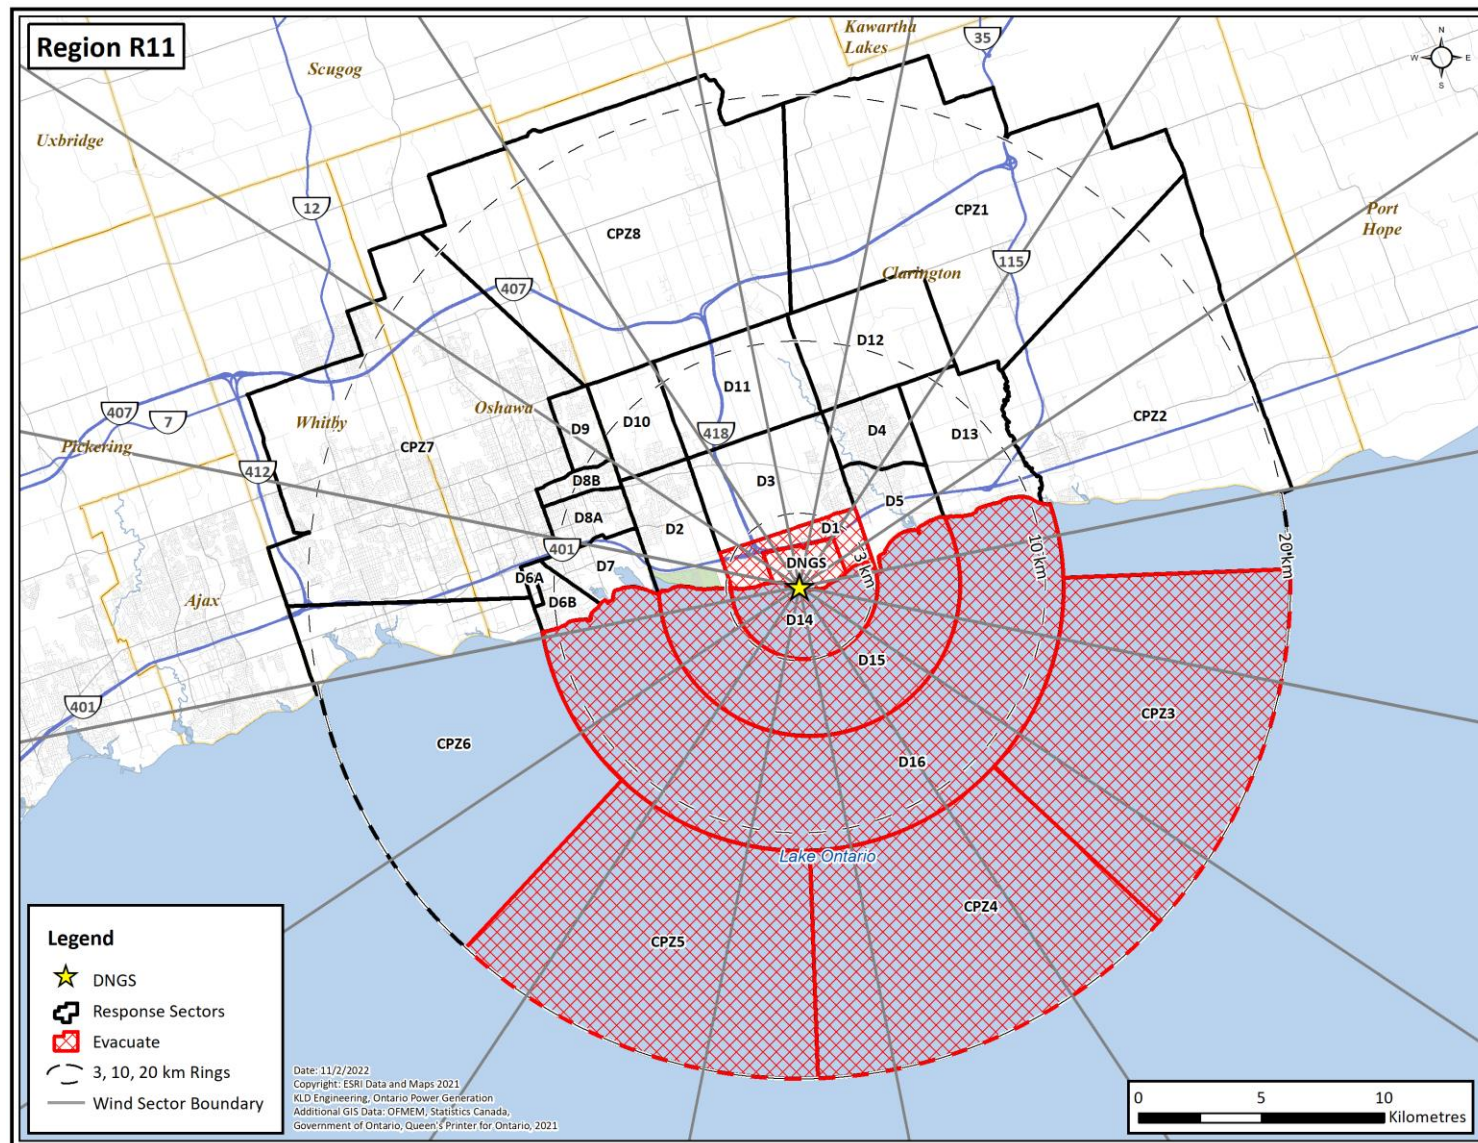 Region R11
Kawartha
Lakes
35
N
W
E
S
Scugog
Uxbridge
12
CPZ8
CPZ1
Port
Hope
115
Clarington
407
D12
D11
407
7
Whitby
Oshawa
D9
D10
418
D4
D13
CPZ2
Pickering
CPZ7
412
D8B
D3
D5
D8A
D2
D1
401
D7
DNGS
3 km
10 km
20 km
D6A
D6B
Ajax
D14
D15
401
CPZ6
CPZ3
D16
Lake Ontario
CPZ4
CPZ5
Legend
DNGS
Response Sectors
Evacuate
3, 10, 20 km Rings
Wind Sector Boundary
Date: 11/2/2022
Copyright: ESRI Data and Maps 2021
KLD Engineering, Ontario Power Generation
Additional GIS Data: OFMEM, Statistics Canada,
Government of Ontario, Queen's Printer for Ontario, 2021
0 5 10
Kilometres